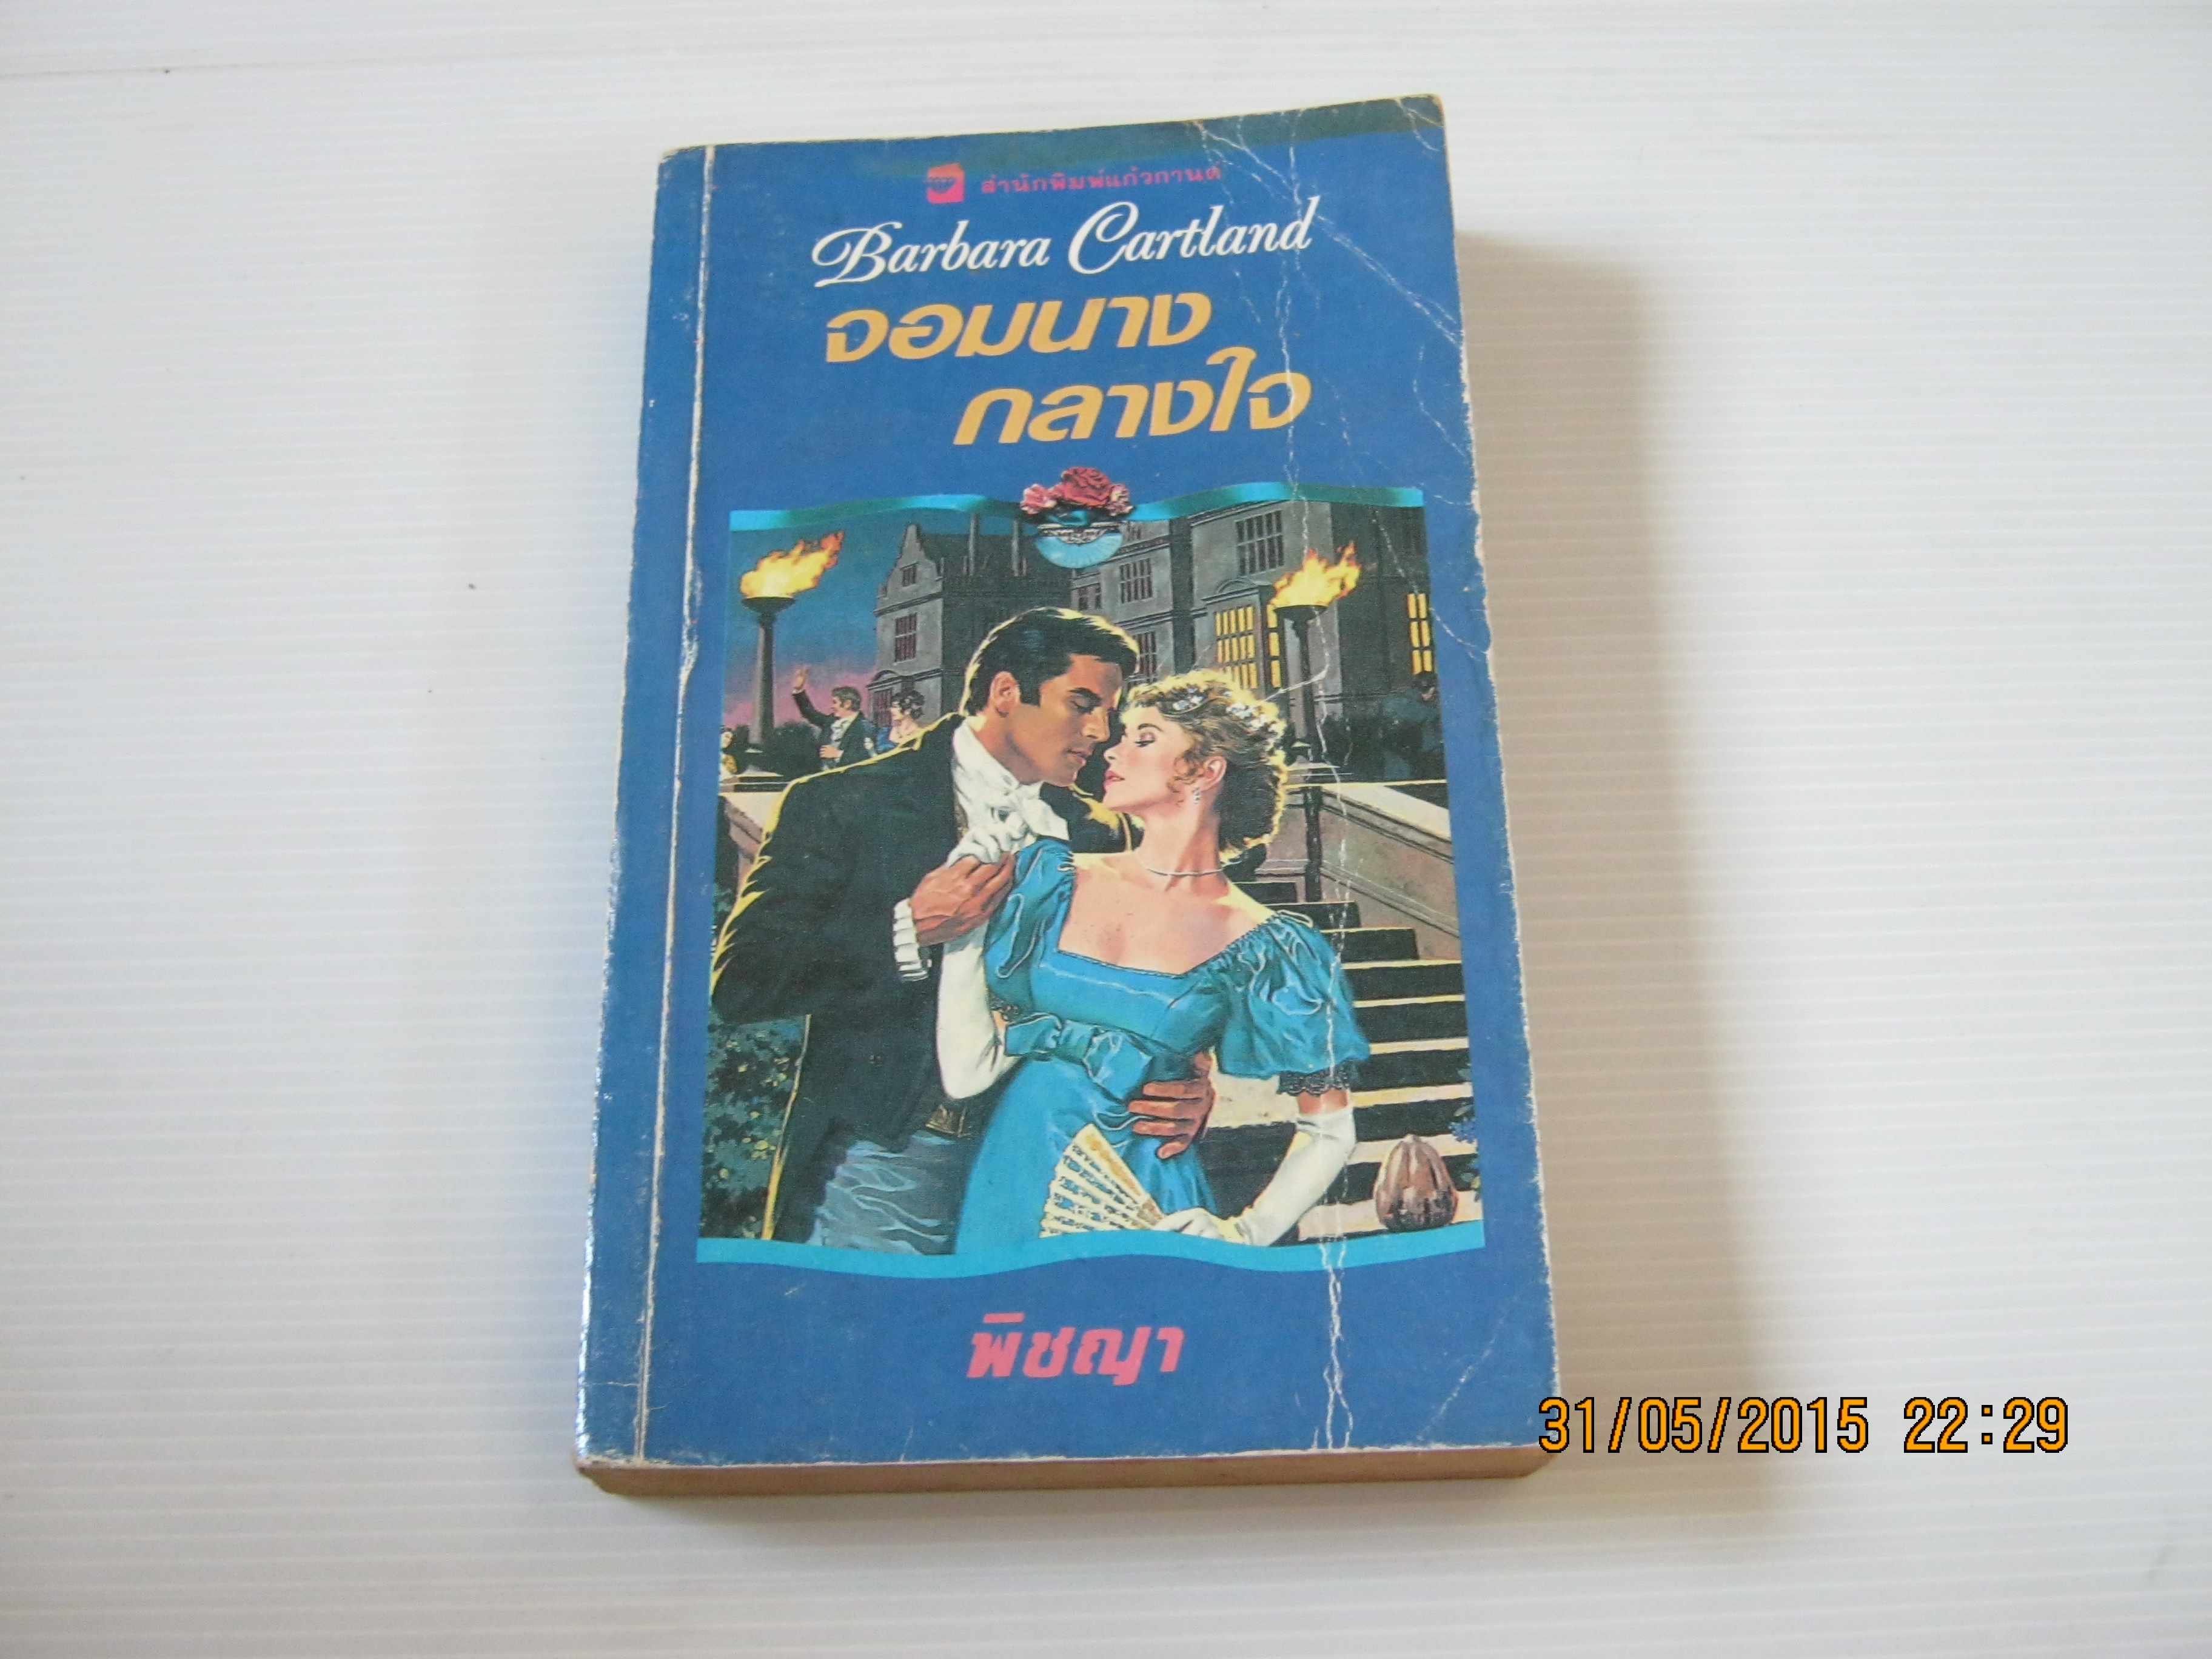 สำนักพิมพ์แก้วกานต์
Barbara Cartland
จอมนาง
กลางใจ
พิชญา
31/05/2015 22:29